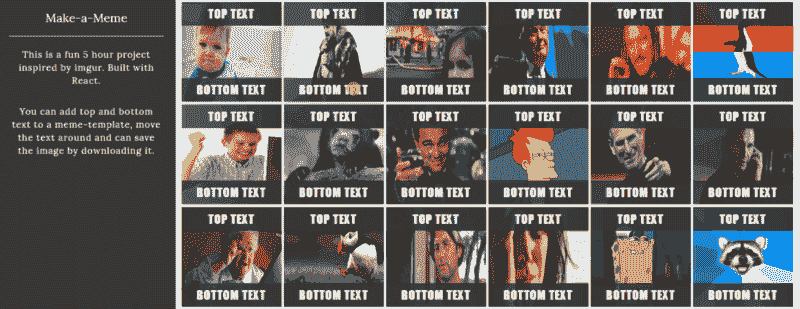 Make-a-Meme
This is a fun 5 hour project
inspired by imgur. Built with
React.
You can add top and bottom
text to a meme-template, move
the text around and can save
the image by downloading it.
TOP TEXT TOP TEXT TOP TEXT TOP TEXT TOP TEXT TOP TEXT
BOTTOM TEXT BOTTOM TEXT BOTTOM TEXT BOTTOM TEXT BOTTOM TEXT BOTTOM TEXT
TOP TEXT TOP TEXT TOP TEXT TOP TEXT TOP TEXT TOP TEXT
BOTTOM TEXT BOTTOM TEXT BOTTOM TEXT BOTTOM TEXT BOTTOM TEXT BOTTOM TEXT
TOP TEXT TOP TEXT TOP TEXT TOP TEXT TOP TEXT TOP TEXT
BOTTOM TEXT BOTTOM TEXT BOTTOM TEXT BOTTOM TEXT BOTTOM TEXT BOTTOM TEXT